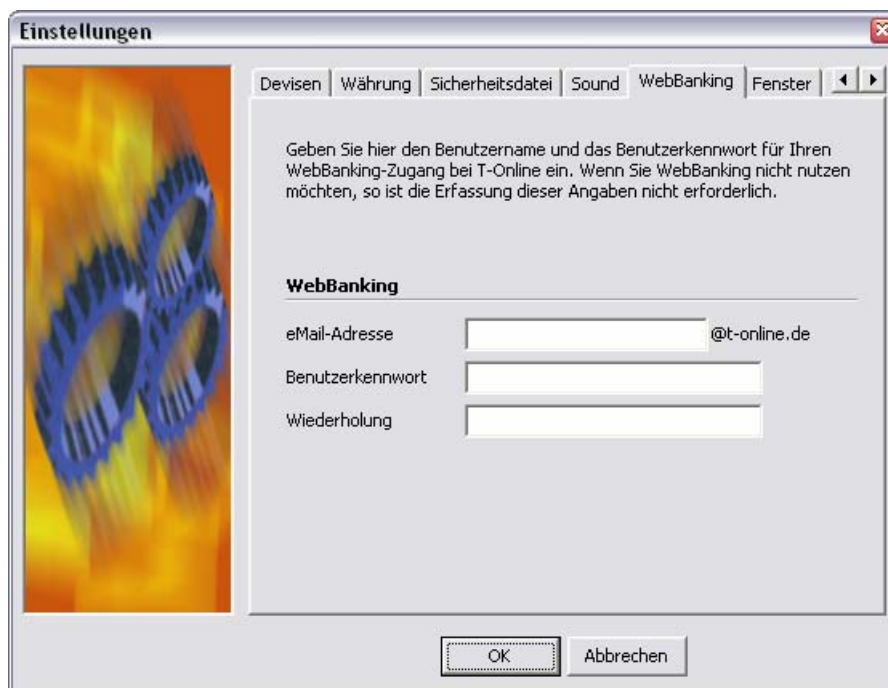 Einstellungen
Devisen Währung Sicherheitsdatei Sound WebBanking Fenster
Geben Sie hier den Benutzername und das Benutzerkennwort für Ihren
WebBanking-Zugang bei T-Online ein. Wenn Sie WebBanking nicht nutzen
möchten, so ist die Erfassung dieser Angaben nicht erforderlich.
WebBanking
eMail-Adresse @t-online.de
Benutzerkennwort
Wiederholung
OK Abbrechen